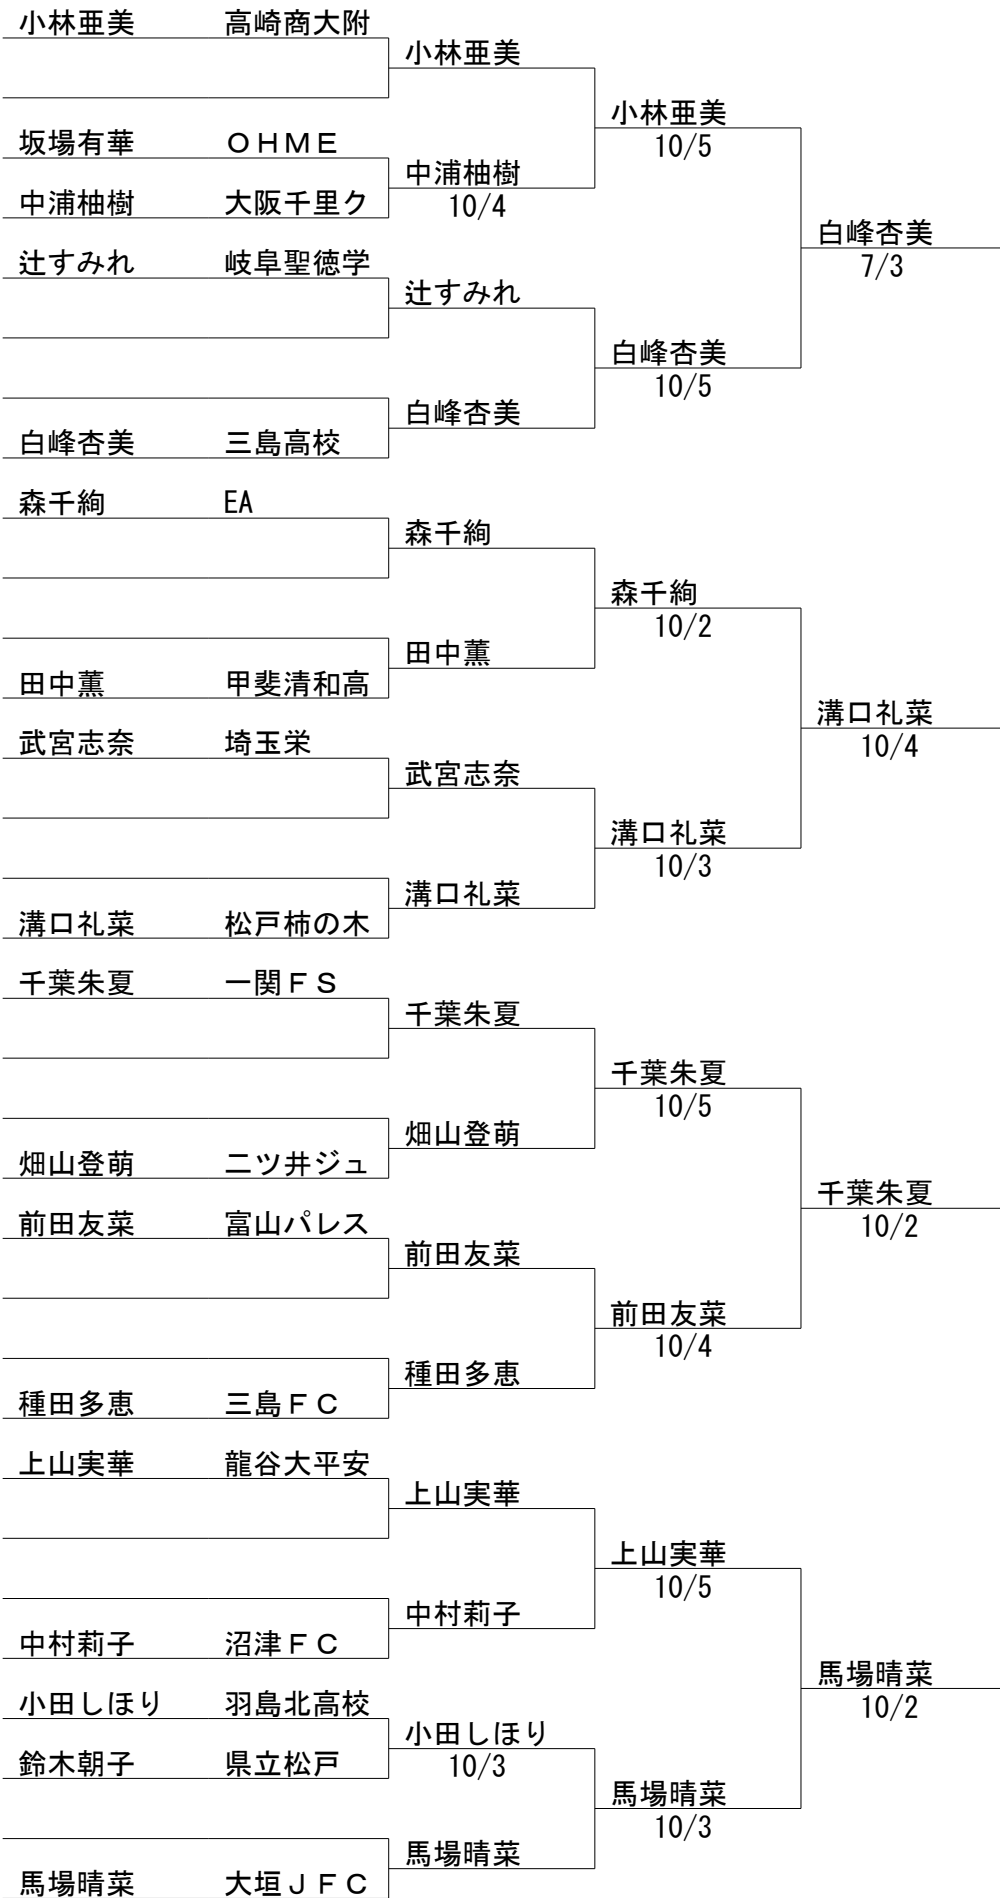 小林亜美 高崎商大附
小林亜美
小林亜美
10/5
坂場有華 ＯＨＭＥ
中浦柚樹
10/4
中浦柚樹 大阪千里ク
白峰杏美
7/3
辻すみれ 岐阜聖徳学
辻すみれ
白峰杏美
10/5
白峰杏美
白峰杏美 三島高校
森千絢 EA
森千絢
森千絢
10/2
田中薫
田中薫 甲斐清和高
溝口礼菜
10/4
武宮志奈 埼玉栄
武宮志奈
溝口礼菜
10/3
溝口礼菜
溝口礼菜 松戸柿の木
千葉朱夏 一関ＦＳ
千葉朱夏
千葉朱夏
10/5
畑山登萌
畑山登萌 二ツ井ジュ
千葉朱夏
10/2
前田友菜 富山パレス
前田友菜
前田友菜
10/4
種田多恵
種田多恵 三島ＦＣ
上山実華 龍谷大平安
上山実華
上山実華
10/5
中村莉子
中村莉子 沼津ＦＣ
馬場晴菜
10/2
小田しほり 羽島北高校
小田しほり
10/3
鈴木朝子 県立松戸
馬場晴菜
10/3
馬場晴菜
馬場晴菜 大垣ＪＦＣ